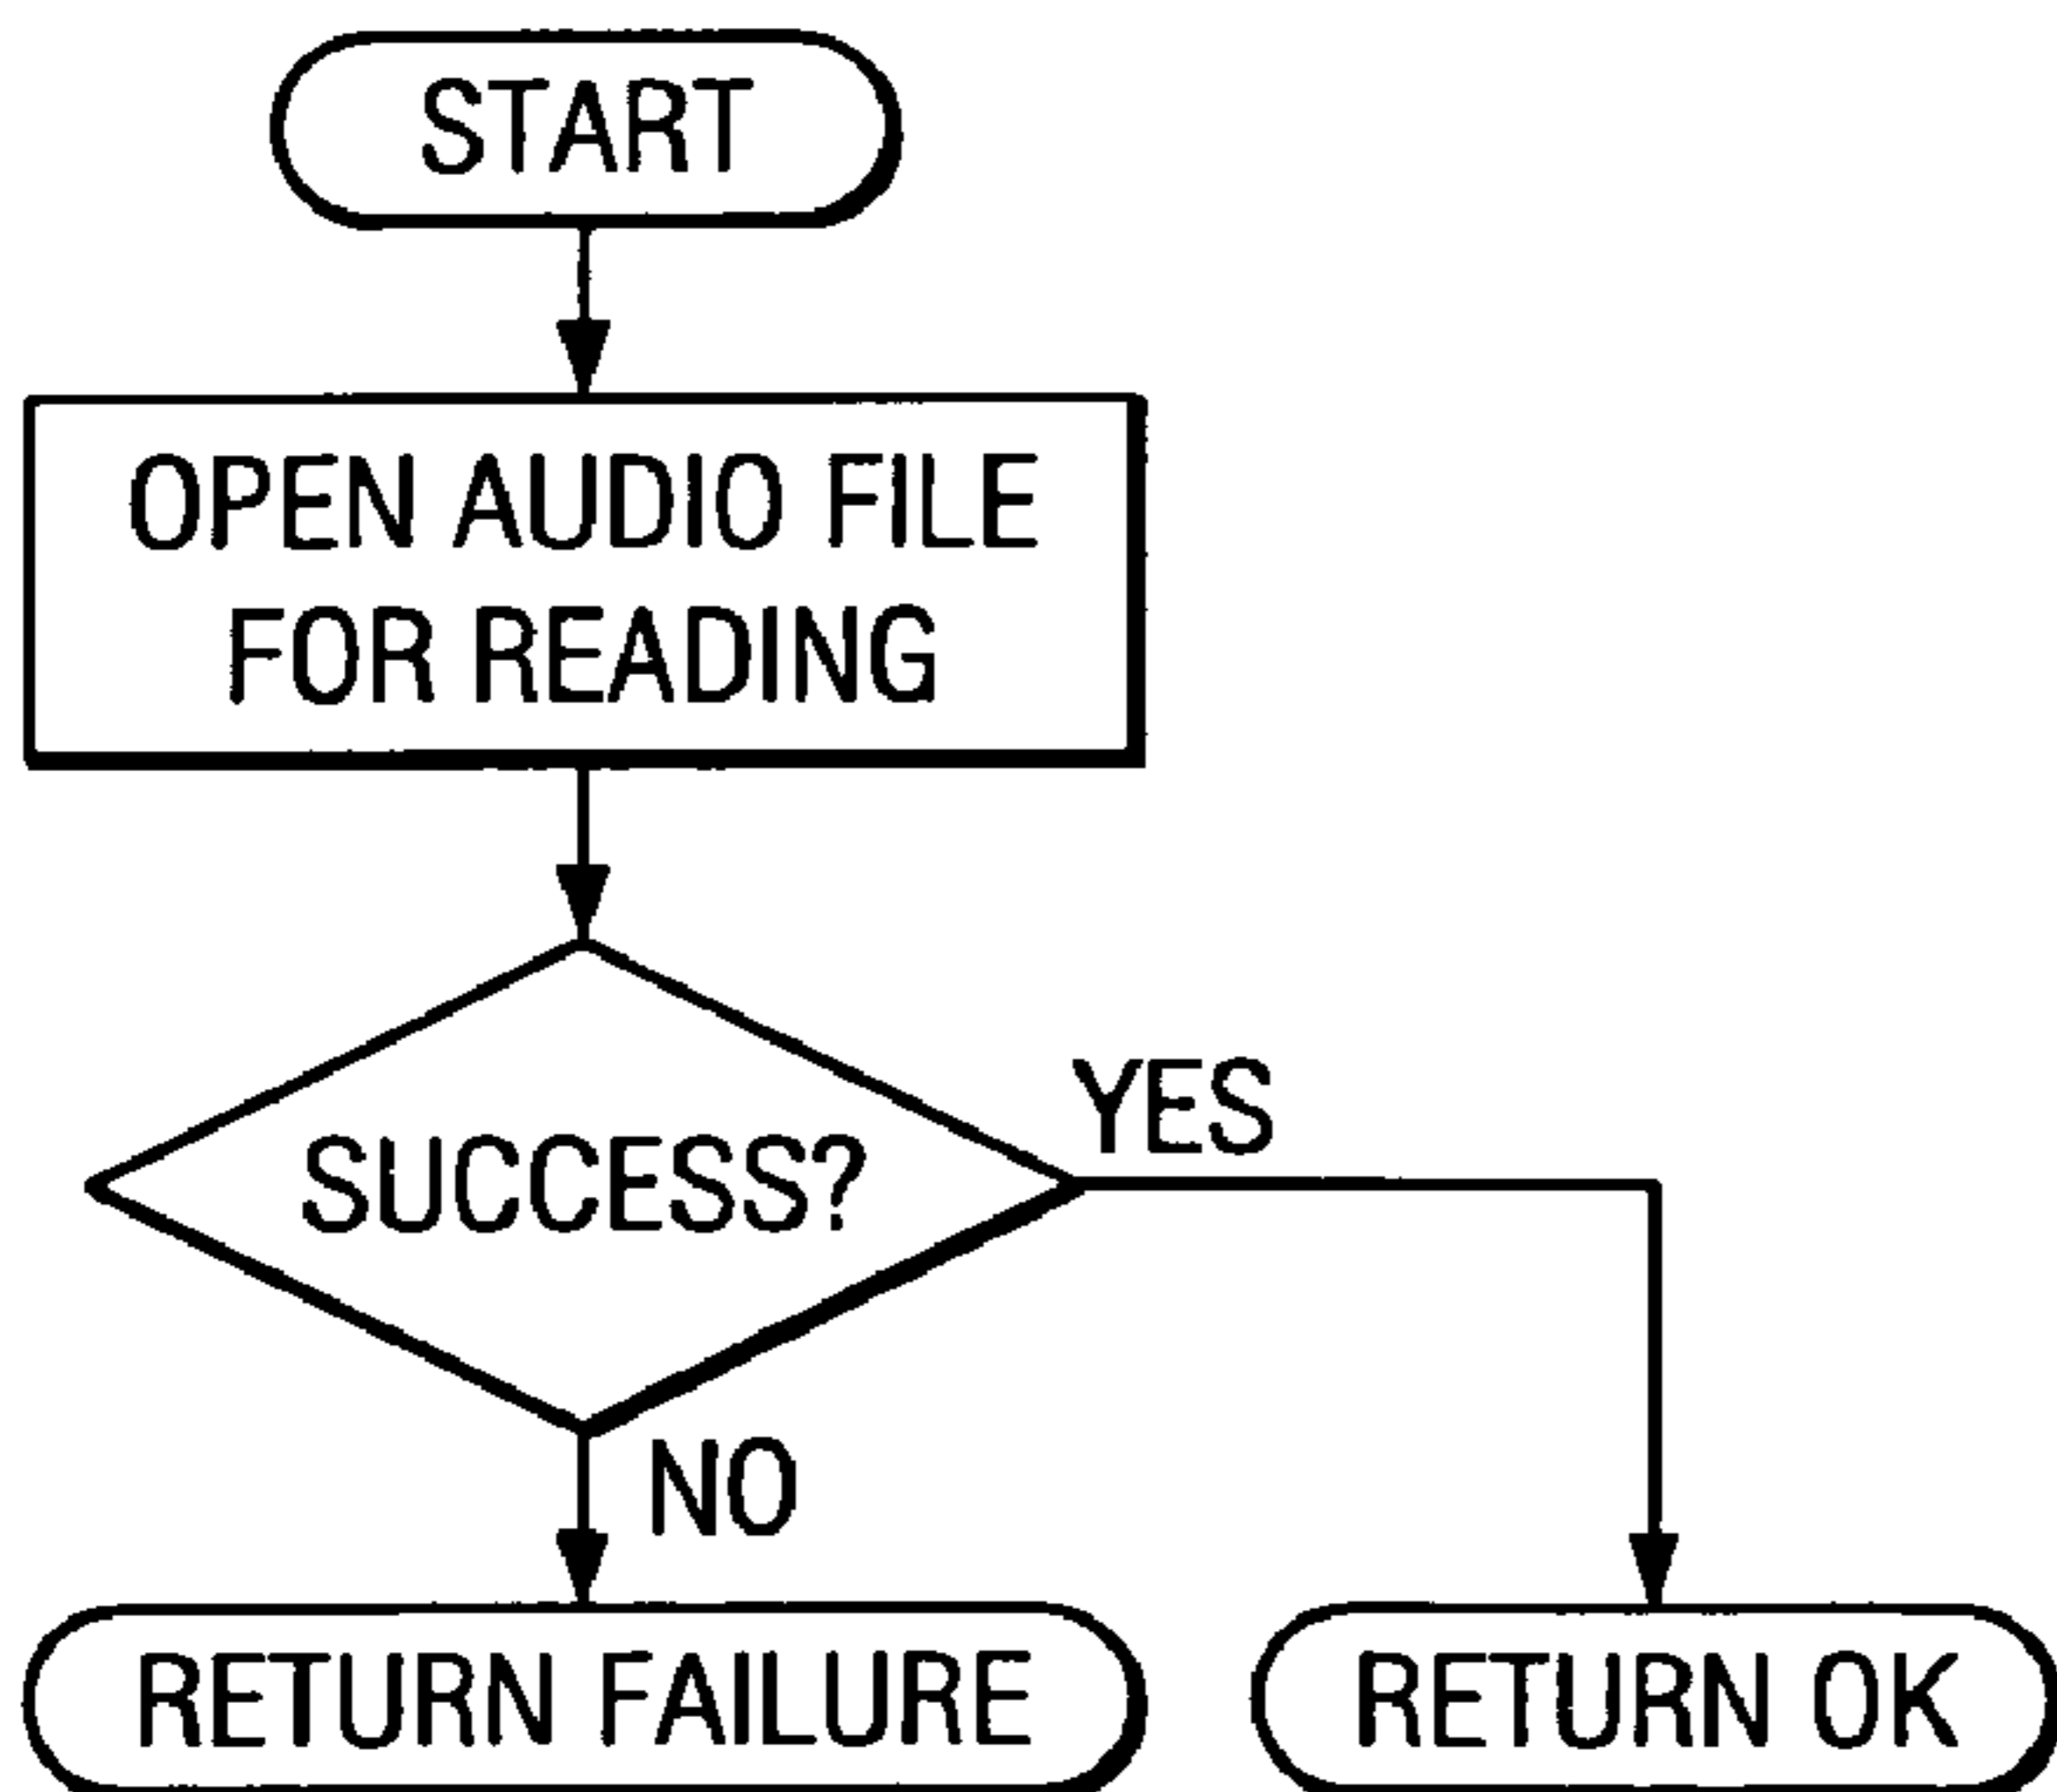 START
OPEN AUDIO FILE
FOR READING
SUCCESS?
YES
NO
RETURN FAILURE
RETURN OK